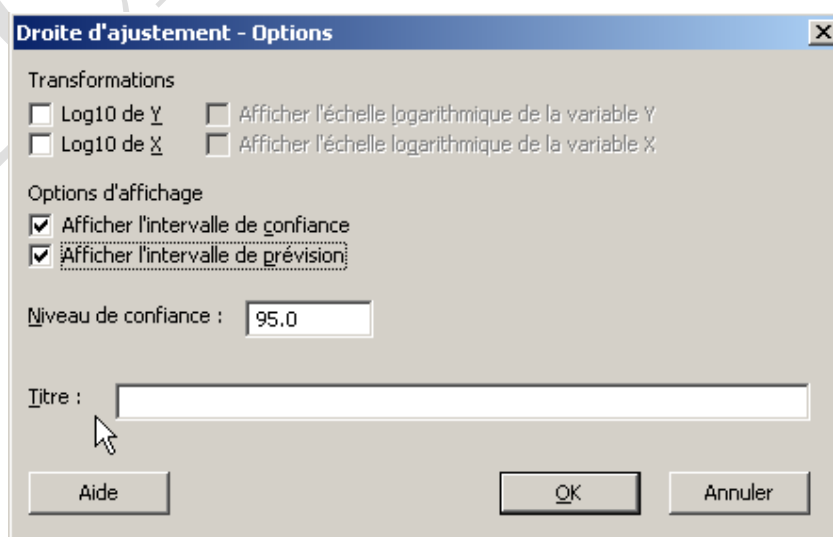 Droite d'ajustement - Options
Transformations
Log10 de Y Afficher l'échelle logarithmique de la variable Y
Log10 de X Afficher l'échelle logarithmique de la variable X
Options d'affichage
Afficher l'intervalle de confiance
Afficher l'intervalle de prévision
Niveau de confiance : 95.0
Titre :
Aide OK Annuler